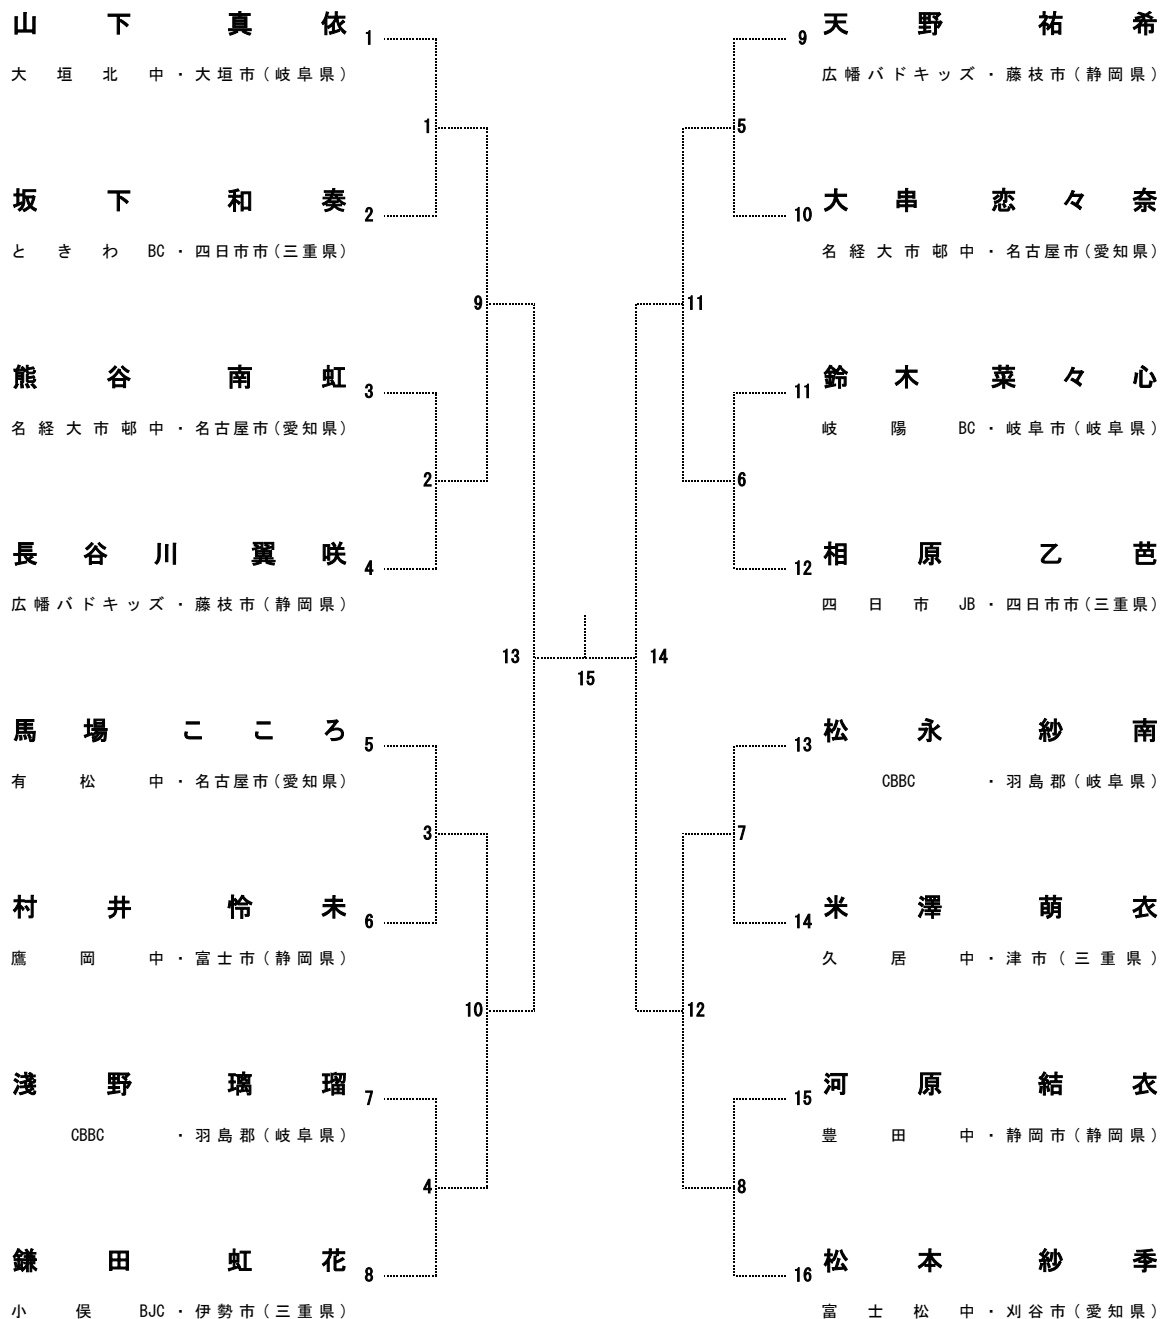 山下真依 1
大垣北中・大垣市(岐阜県)
1
坂下和奏 2
ときわBC・四日市市(三重県)
9
熊谷南虹 3
名経大市邨中・名古屋市(愛知県)
2
長谷川翼咲 4
広幡バドキッズ・藤枝市(静岡県)
13
馬場こころ 5
有松中・名古屋市(愛知県)
3
村井怜未 6
鷹岡中・富士市(静岡県)
10
淺野璃瑠 7
CBBC・羽島郡(岐阜県)
4
鎌田虹花 8
小俣BJC・伊勢市(三重県)
15
9 天野祐希
広幡バドキッズ・藤枝市(静岡県)
5
10 大串恋々奈
名経大市邨中・名古屋市(愛知県)
11
11 鈴木菜々心
岐陽BC・岐阜市(岐阜県)
6
12 相原乙芭
四日市JB・四日市市(三重県)
14
13 松永紗南
CBBC・羽島郡(岐阜県)
7
14 米澤萌衣
久居中・津市(三重県)
12
15 河原結衣
豊田中・静岡市(静岡県)
8
16 松本紗季
富士松中・刈谷市(愛知県)